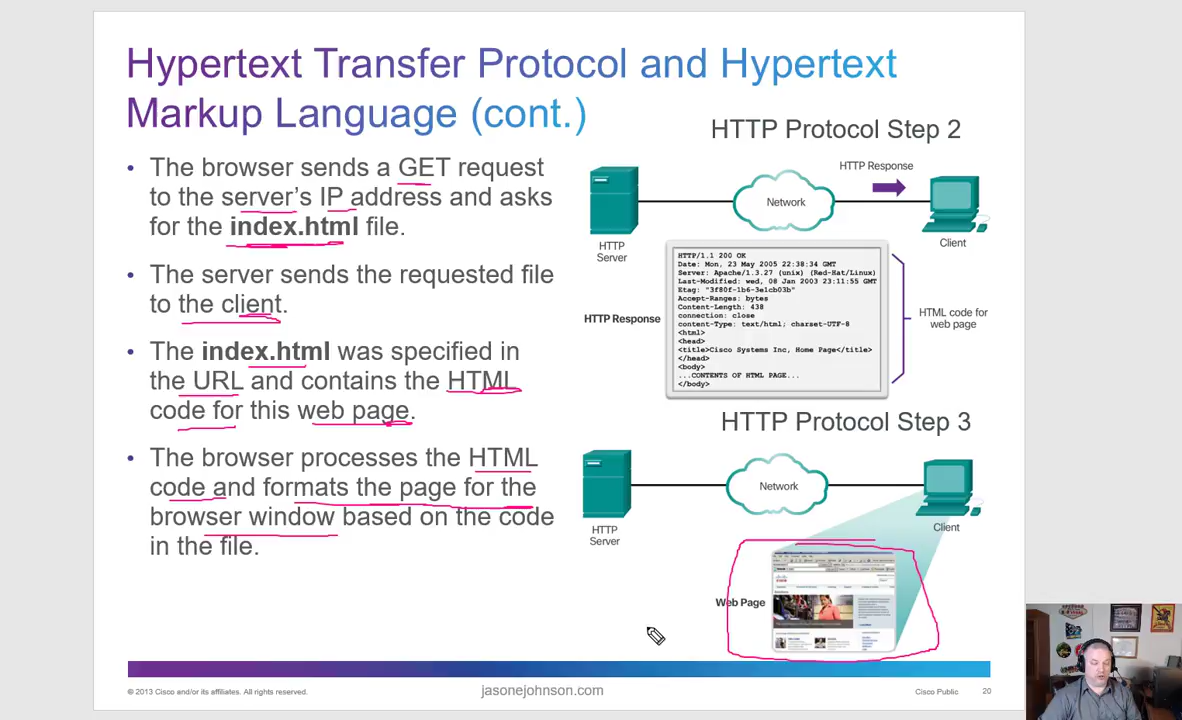 Hypertext Transfer Protocol and Hypertext
Markup Language (cont.)
• The browser sends a GET request
to the server’s IP address and asks
for the index.html file.
• The server sends the requested file
to the client.
• The index.html was specified in
the URL and contains the HTML
code for this web page.
• The browser processes the HTML
code and formats the page for the
browser window based on the code
in the file.
HTTP Protocol Step 2
HTTP Response
Network
HTTP
Server
Client
HTTP Response
HTTP/1.1 200 OK
Date: Mon, 23 May 2005 22:38:34 GMT
Server: Apache/1.3.27 (unix) (Red-Hat/Linux)
Last-Modified: wed, 08 Jan 2003 23:11:55 GMT
Etag: "3f80f-1b6-3e1cb03b"
Accept-Ranges: bytes
Content-Length: 438
connection: close
content-Type: text/html; charset-UTF-8
<html>
<head>
<title>Cisco Systems Inc, Home Page</title>
</head>
<body>
...CONTENTS OF HTML PAGE...
</body>
HTML code for
web page
HTTP Protocol Step 3
Network
HTTP
Server
Client
Web Page
© 2013 Cisco and/or its affiliates. All rights reserved.
jasonejohnson.com
Cisco Public
20